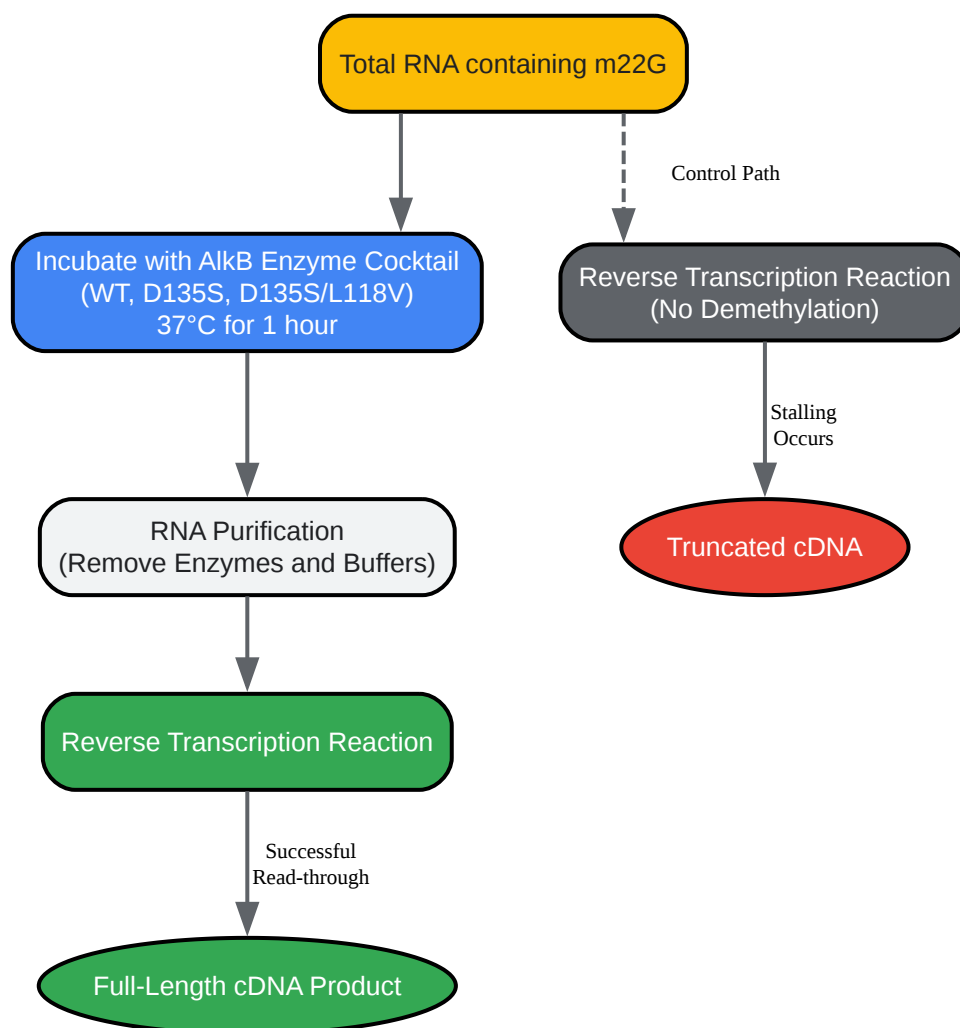 Total RNA containing m22G
Control Path
Incubate with AlkB Enzyme Cocktail
(WT, D135S, D135S/L118V)
37°C for 1 hour
Reverse Transcription Reaction
(No Demethylation)
Stalling
Occurs
RNA Purification
(Remove Enzymes and Buffers)
Truncated cDNA
Reverse Transcription Reaction
Successful
Read-through
Full-Length cDNA Product